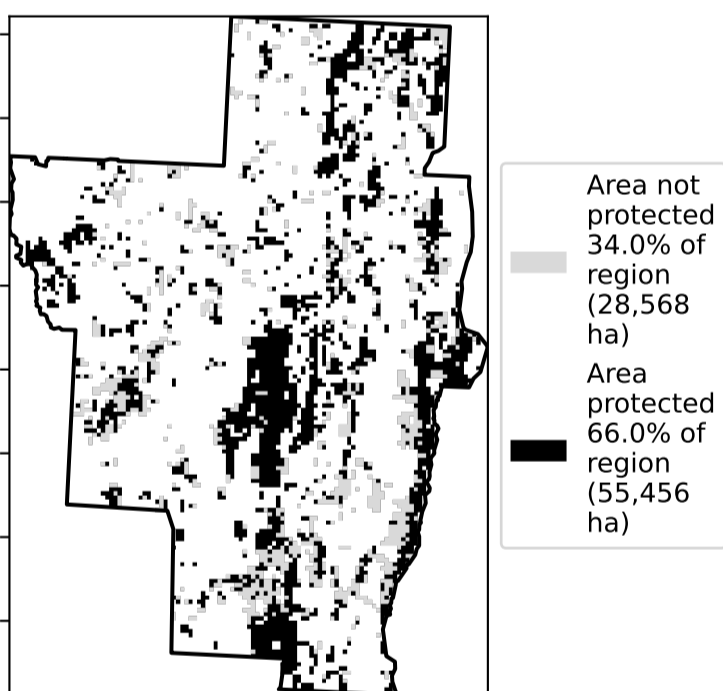 Area not
protected
34.0% of
region
(28,568
ha)
Area
protected
66.0% of
region
(55,456
ha)